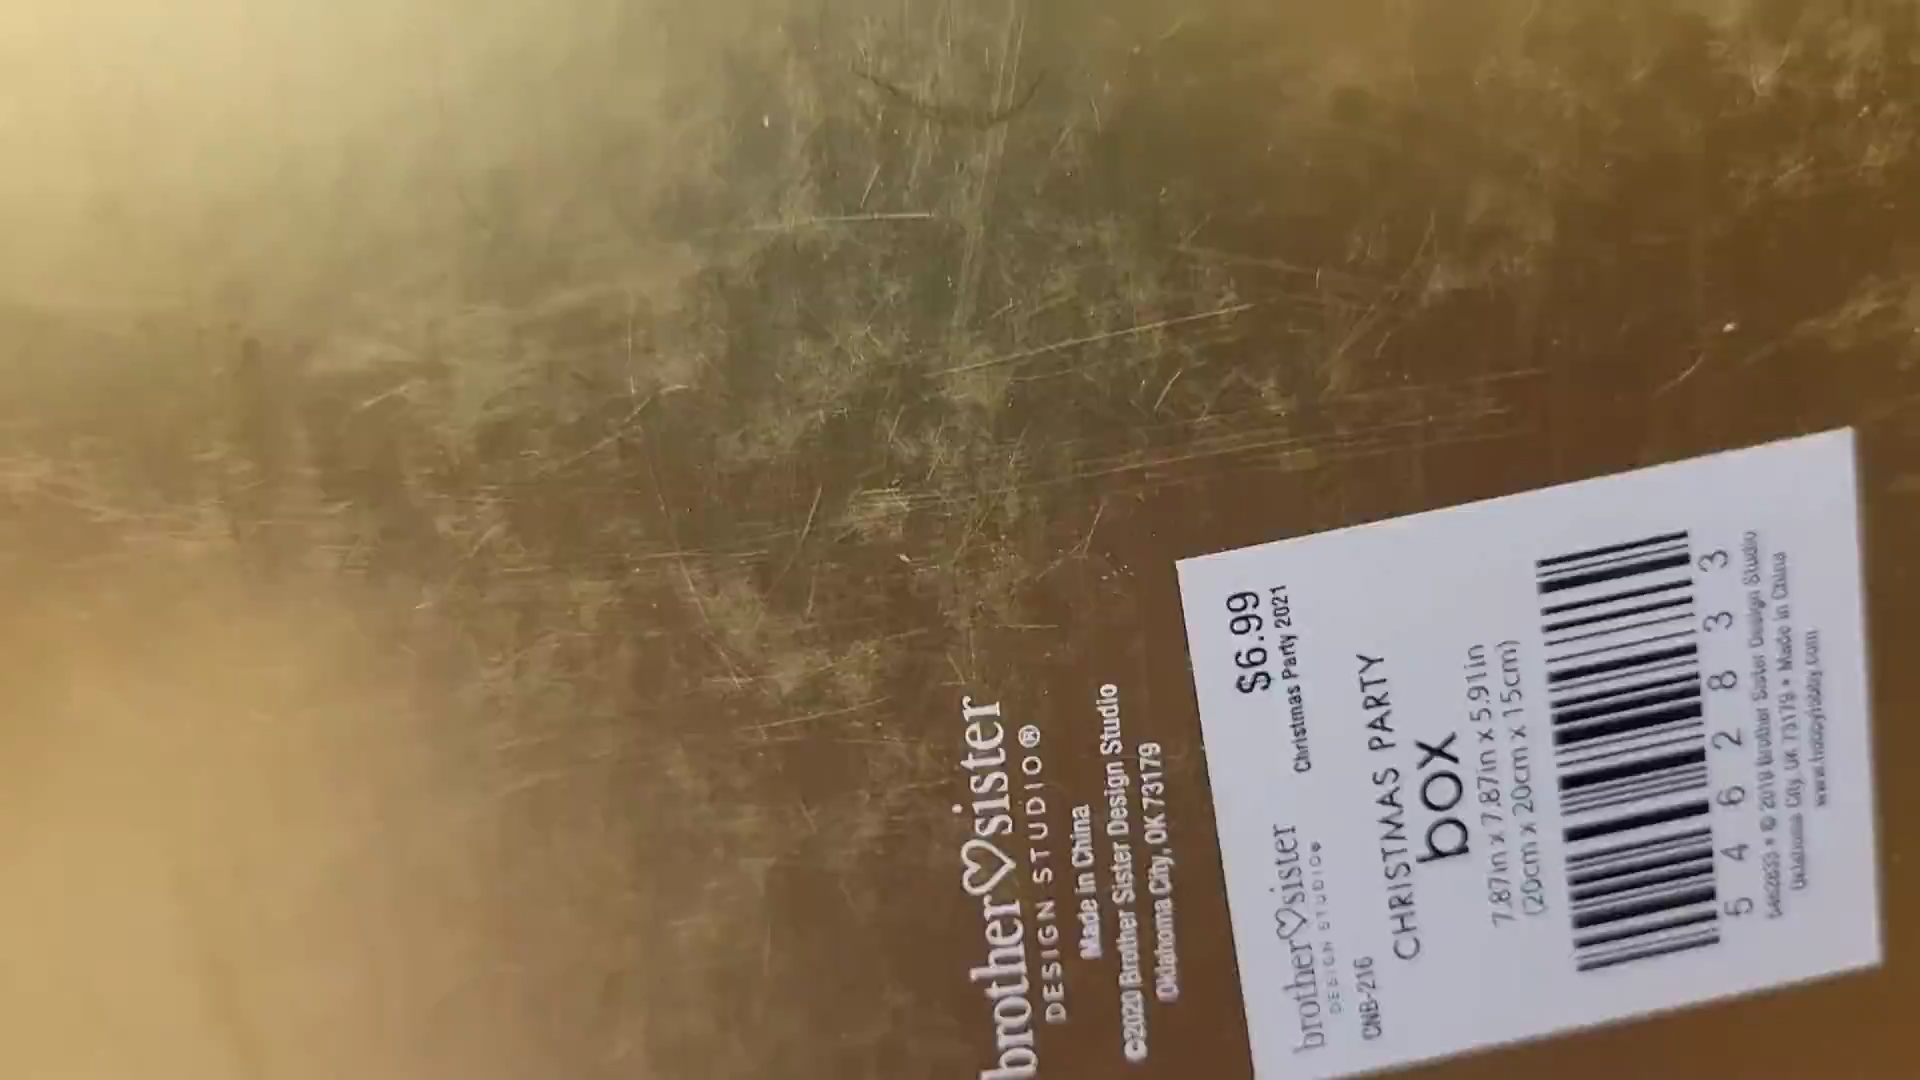 brother♡sister
DESIGN STUDIO®
Made in China
©2020 Brother Sister Design Studio
Oklahoma City, OK 73179
$6.99
Christmas Party 2021
brother♡sister
DESIGN STUDIO®
CNB-216
CHRISTMAS PARTY
box
7.87in x 7.87in x 5.91in
(20cm x 20cm x 15cm)
5 4 6 2 8 3 3
5462833 • © 2019 Brother Sister Design Studio
Oklahoma City, OK 73179 • Made in China
www.hobbylobby.com